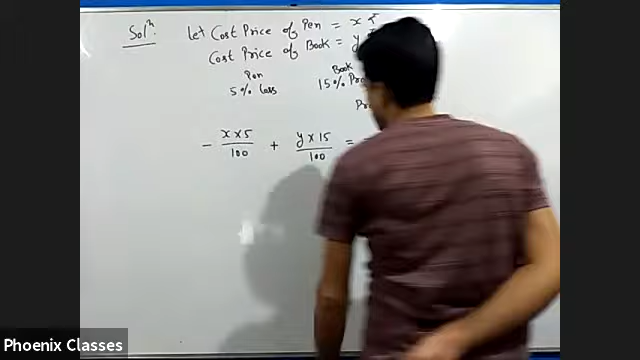 Solⁿ. Let Cost Price of Pen = x
Cost Price of Book = y
Pen Book
5% loss 15%
- x × 5 / 100 + y × 15 / 100 =
Phoenix Classes